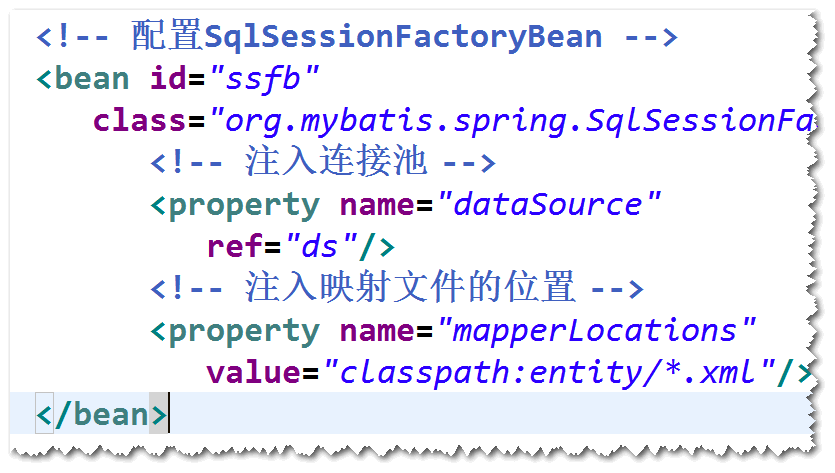 <!-- 配置SqlSessionFactoryBean -->
<bean id="ssfb"
class="org.mybatis.spring.SqlSessionFa
<!-- 注入连接池 -->
<property name="dataSource"
ref="ds"/>
<!-- 注入映射文件的位置 -->
<property name="mapperLocations"
value="classpath:entity/*.xml"/>
</bean>